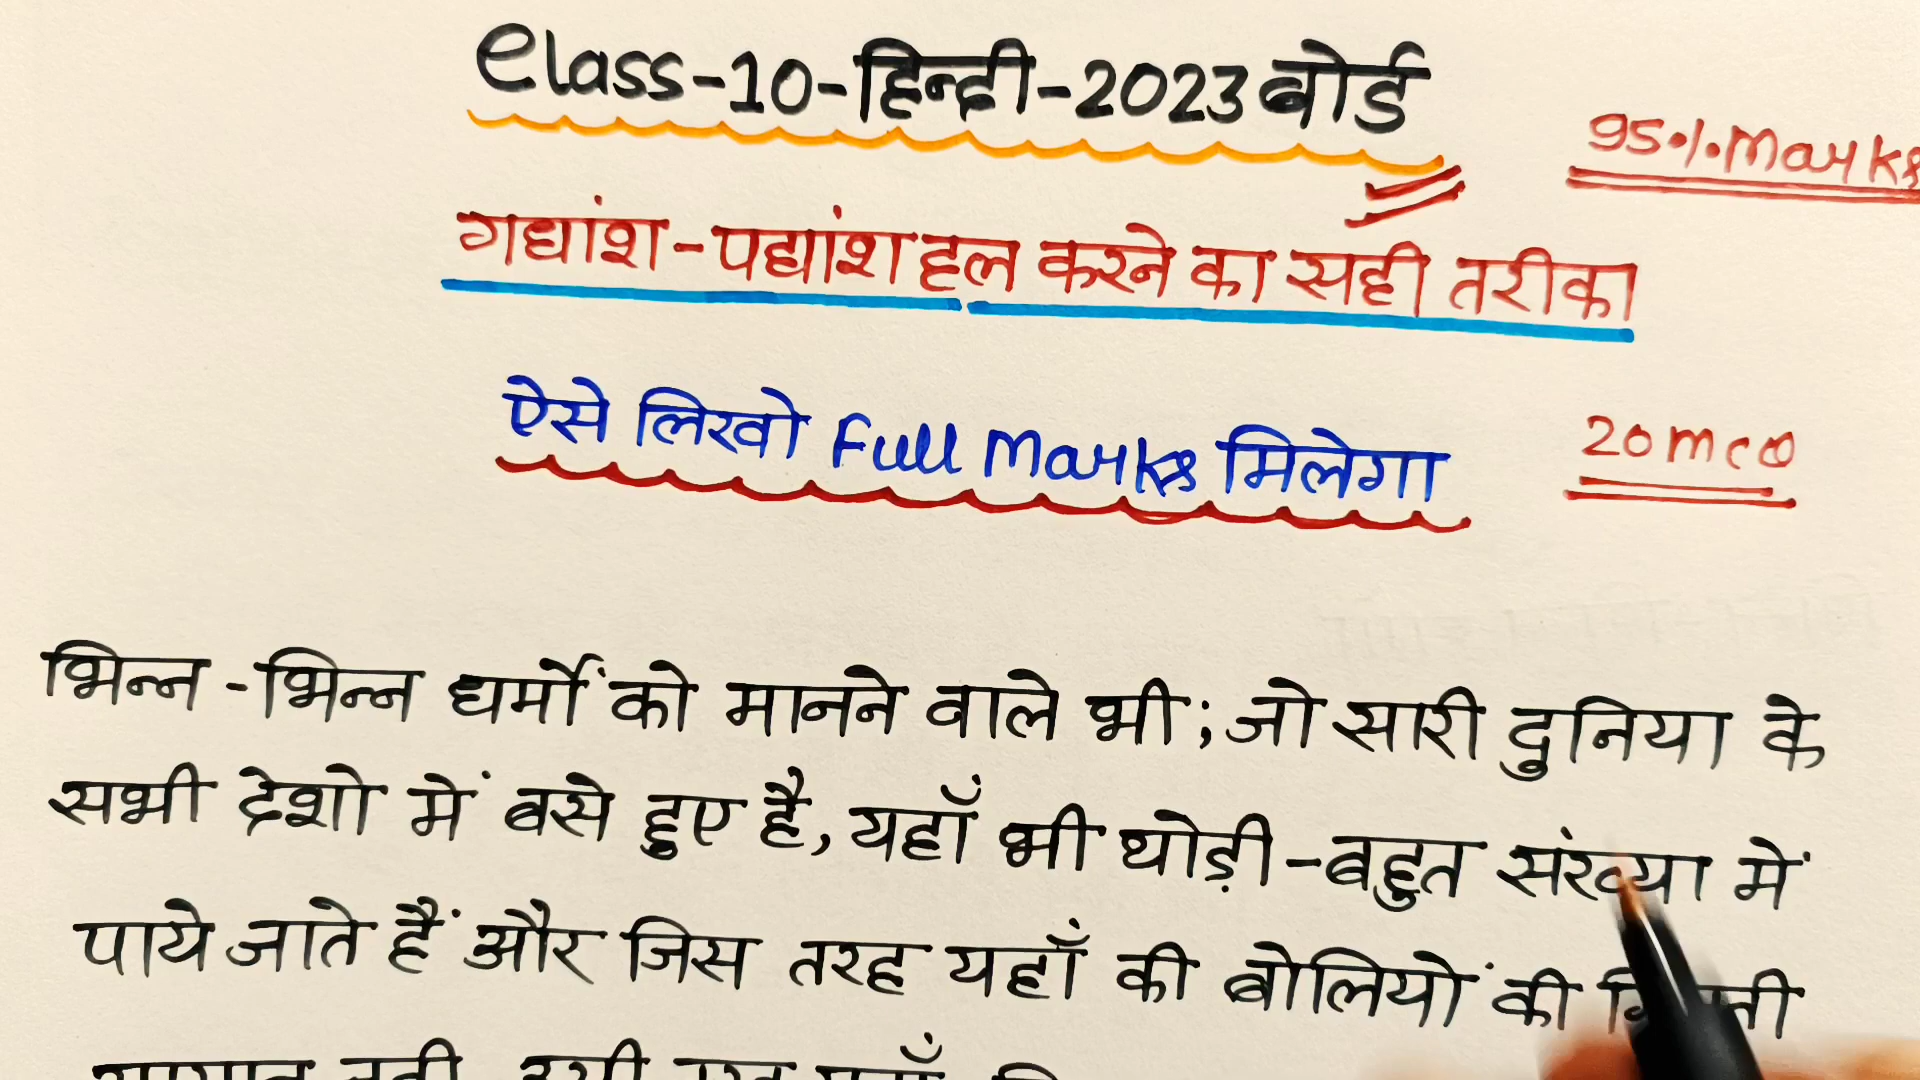 Class-10-हिन्दी-2023 बोर्ड
95%Marks
गद्यांश-पद्यांश हल करने का सही तरीका
ऐसे लिखो Full Marks मिलेगा
20 mcQ
भिन्न-भिन्न धर्मों को मानने वाले भी; जो सारी दुनिया के
सभी देशो में बसे हुए है, यहाँ भी थोड़ी-बहुत संख्या में
पाये जाते हैं और जिस तरह यहाँ की बोलियों की